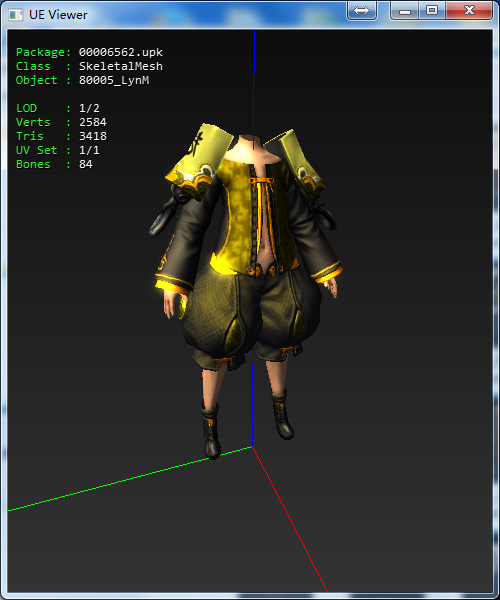 UE Viewer
Package: 00006562.upk
Class : SkeletalMesh
Object : 80005_LynM
LOD : 1/2
Verts : 2584
Tris : 3418
UV Set : 1/1
Bones : 84